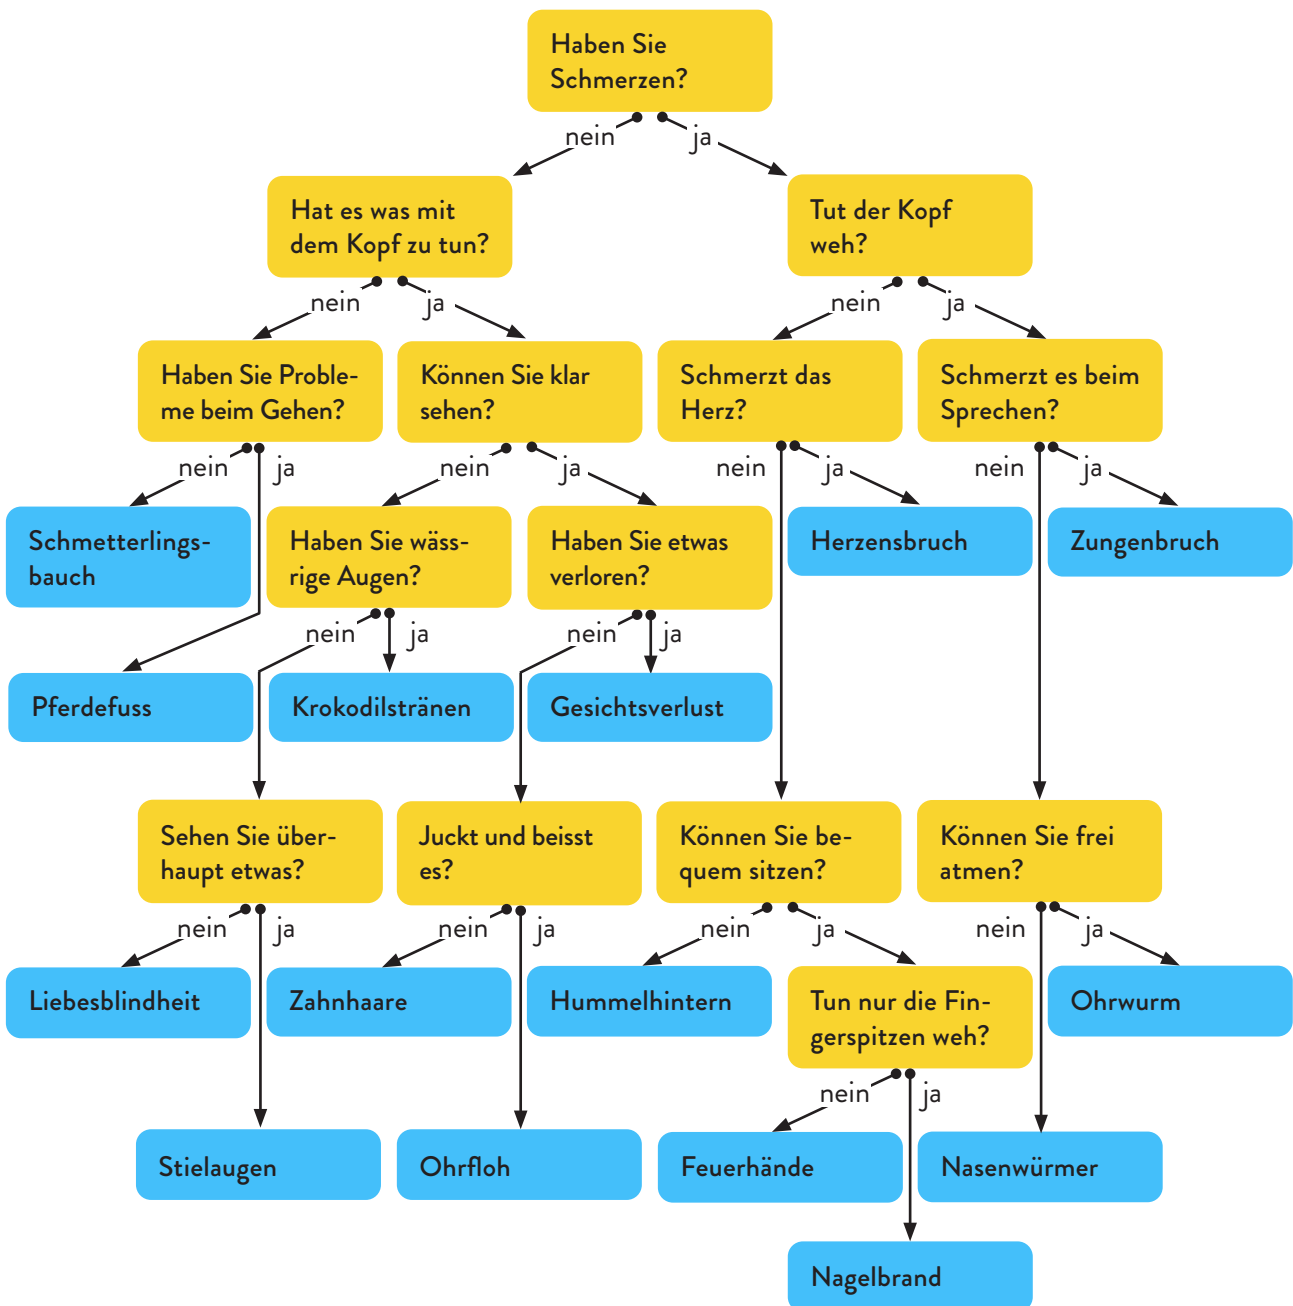 Haben Sie
Schmerzen?
nein
ja
Hat es was mit
dem Kopf zu tun?
Tut der Kopf
weh?
nein
ja
nein
ja
Haben Sie Proble-
me beim Gehen?
Können Sie klar
sehen?
Schmerzt das
Herz?
Schmerzt es beim
Sprechen?
nein
ja
nein
ja
nein
ja
nein
ja
Schmetterlings-
bauch
Haben Sie wäss-
rige Augen?
Haben Sie etwas
verloren?
Herzensbruch
Zungenbruch
nein
ja
nein
ja
Pferdefuss
Krokodilstränen
Gesichtsverlust
Sehen Sie über-
haupt etwas?
Juckt und beisst
es?
Können Sie be-
quem sitzen?
Können Sie frei
atmen?
nein
ja
nein
ja
nein
ja
nein
ja
Liebesblindheit
Zahnhaare
Hummelhintern
Tun nur die Fin-
gerspitzen weh?
Ohrwurm
nein
ja
Stielaugen
Ohrfloh
Feuerhände
Nasenwürmer
Nagelbrand